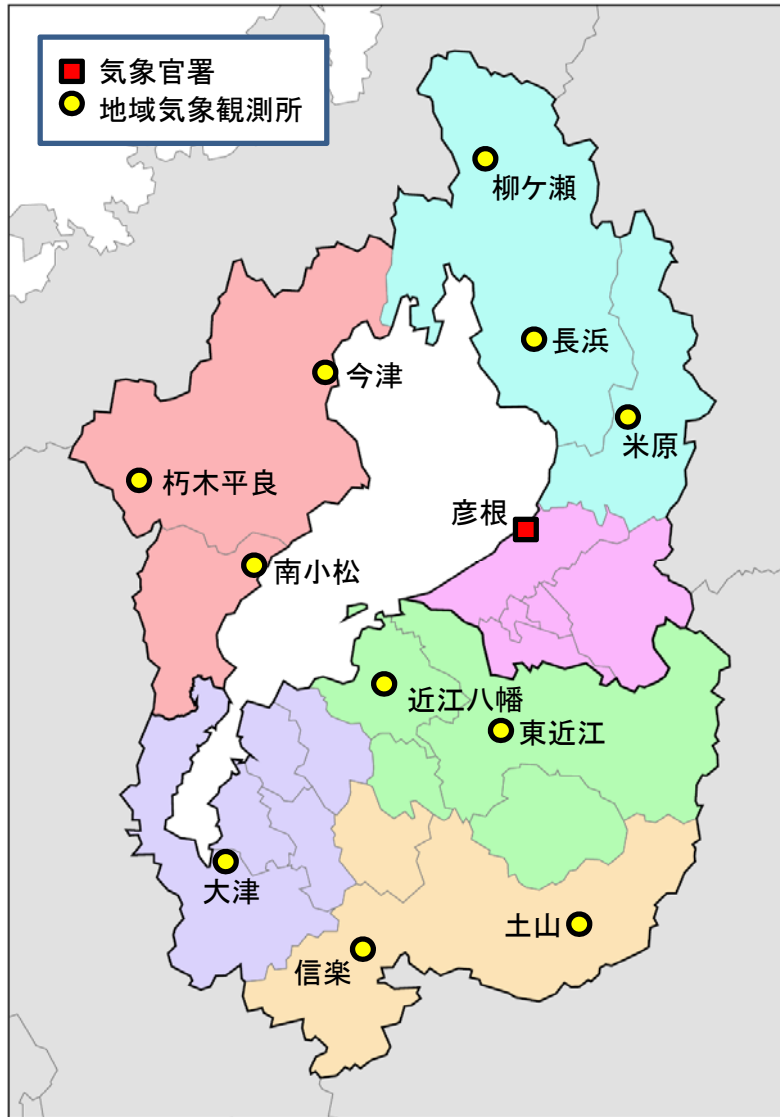 気象官署
地域気象観測所
柳ケ瀬
長浜
今津
米原
朽木平良
彦根
南小松
近江八幡
東近江
大津
土山
信楽